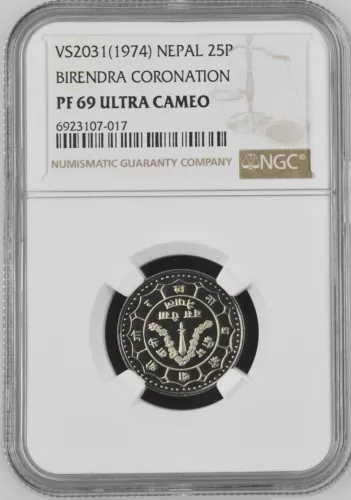 VS2031(1974) NEPAL 25P
BIRENDRA CORONATION
PF 69 ULTRA CAMEO
6923107-017
NUMISMATIC GUARANTY COMPANY
NGC®